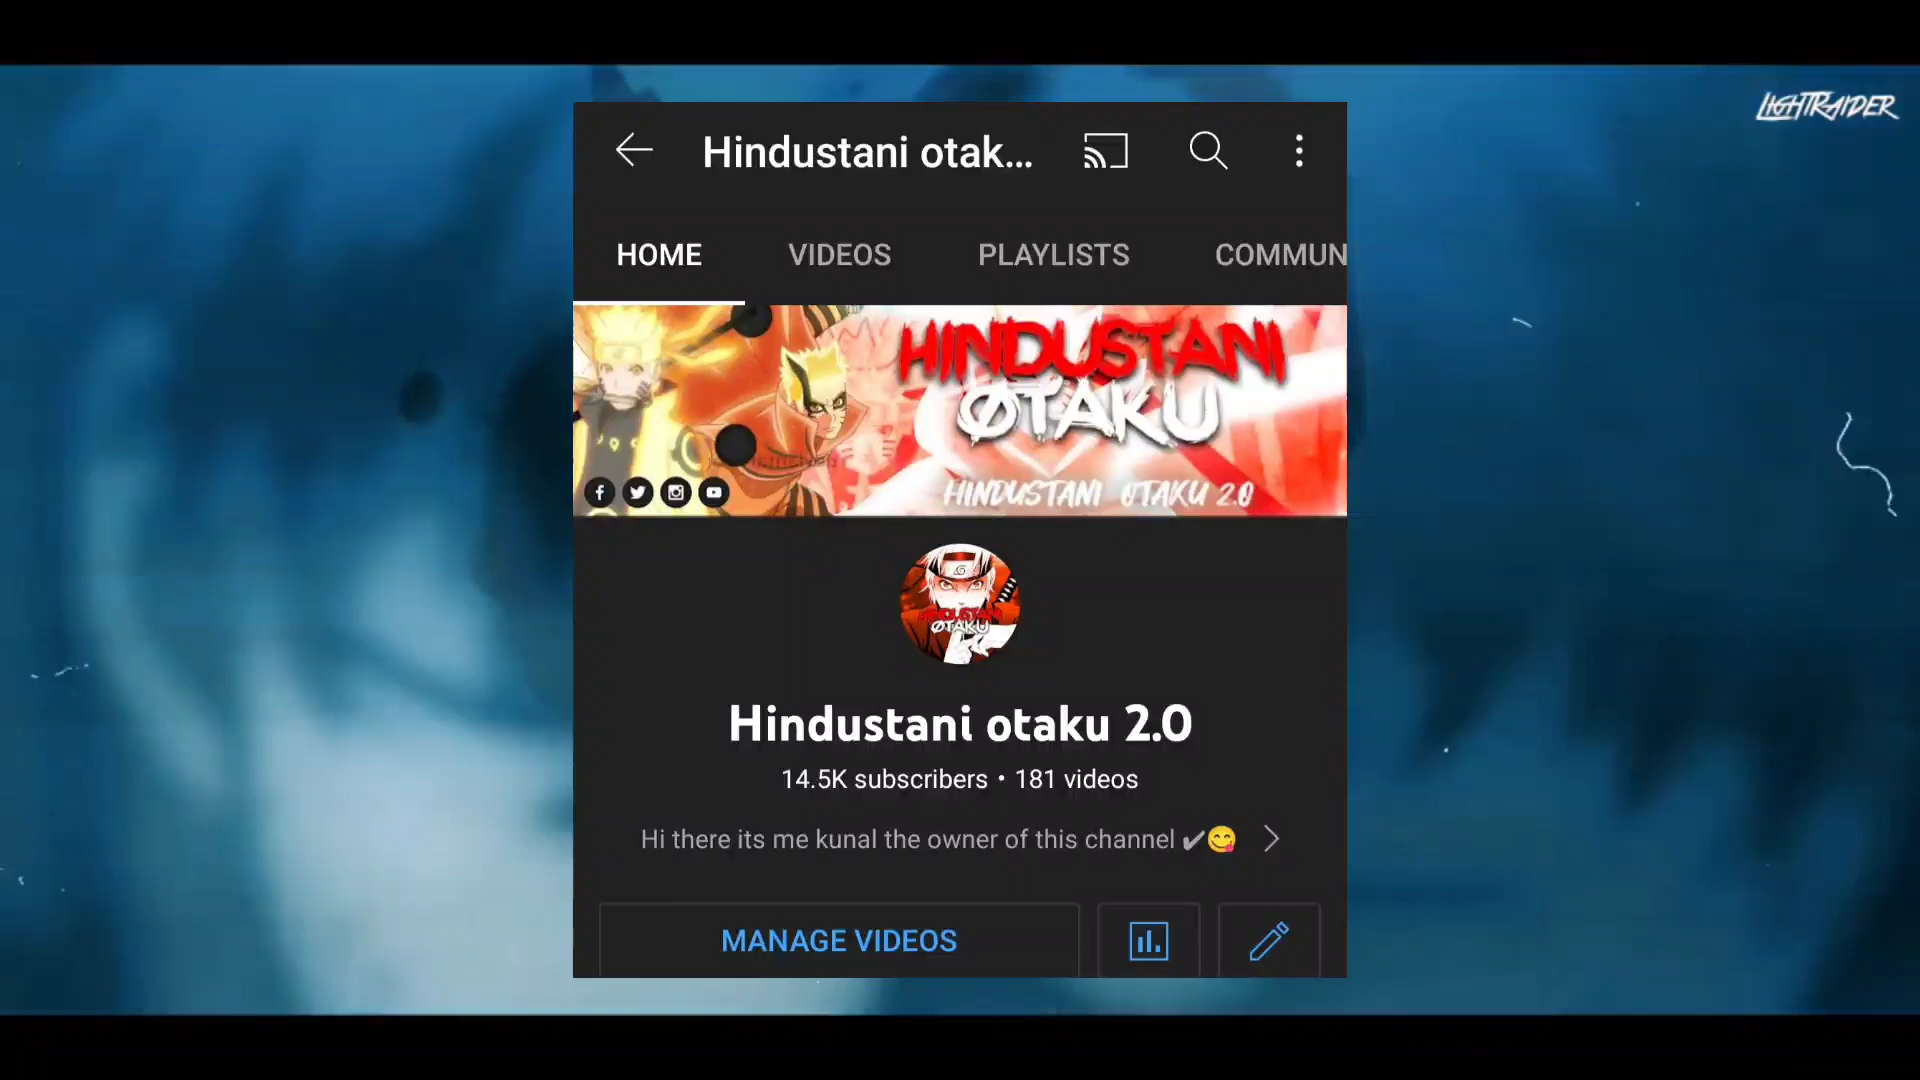 LIGHTRAIDER
Hindustani otak...
HOME VIDEOS PLAYLISTS COMMUN
HINDUSTANI
ØTAKU
HINDUSTANI OTAKU 2.0
HINDUSTANI
ØTAKU
Hindustani otaku 2.0
14.5K subscribers • 181 videos
Hi there its me kunal the owner of this channel ✔😋
MANAGE VIDEOS